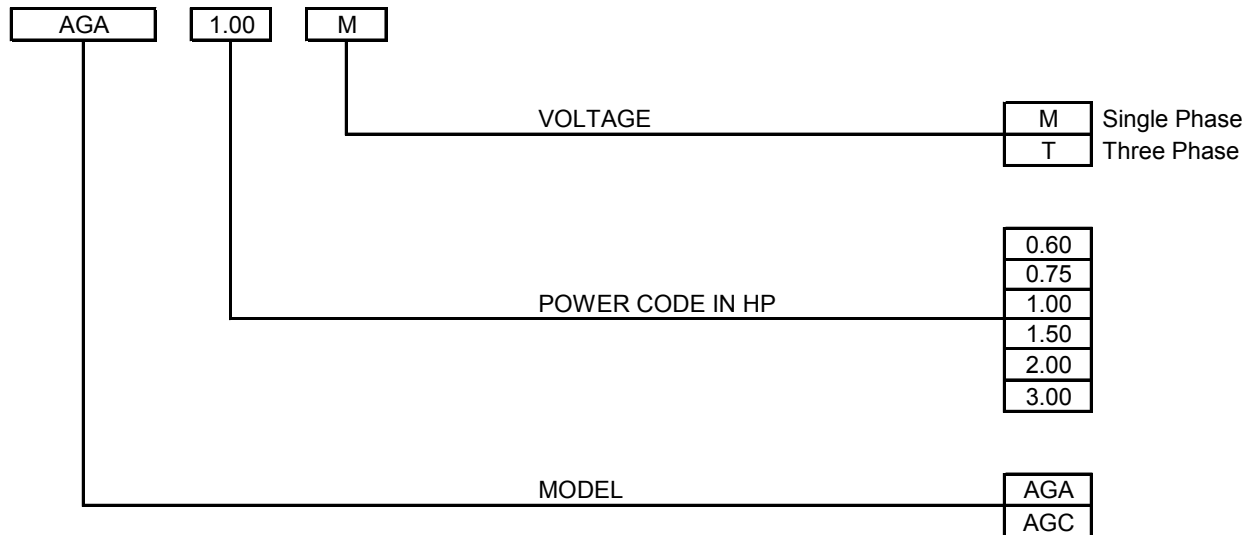 AGA 1.00 M
VOLTAGE M Single Phase
T Three Phase
0.60
0.75
POWER CODE IN HP 1.00
1.50
2.00
3.00
MODEL AGA
AGC